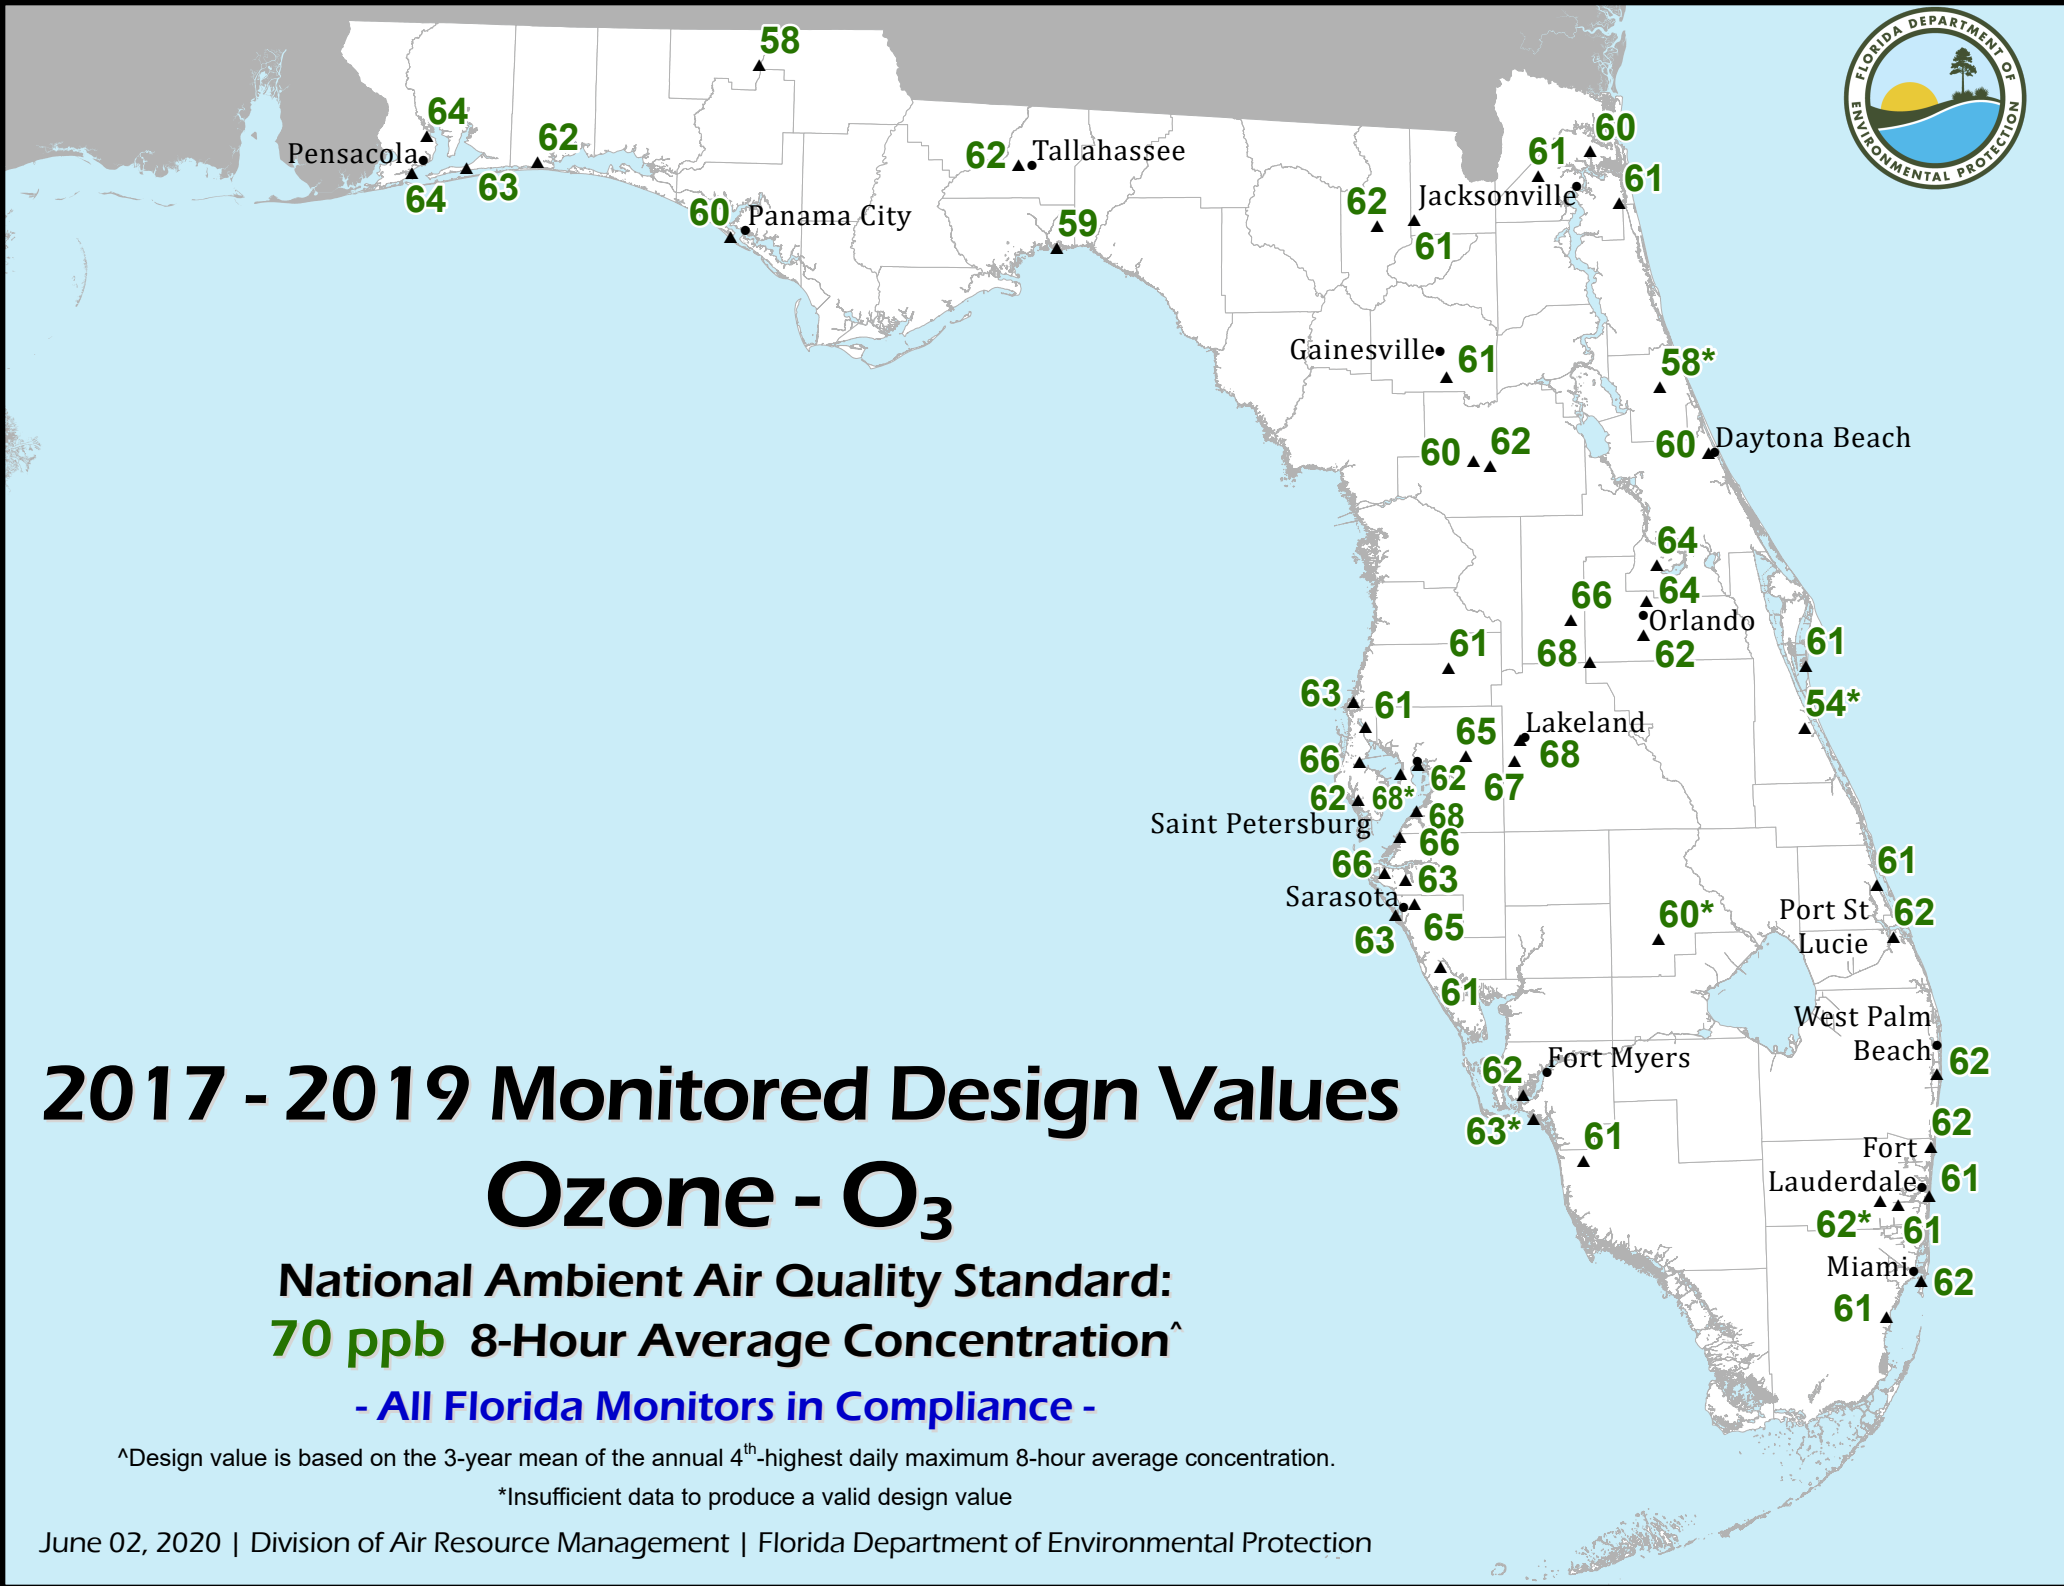 58
FLORIDA DEPARTMENT OF
ENVIRONMENTAL PROTECTION
64
62
60
Pensacola
62
Tallahassee
61
64
63
61
Jacksonville
62
60
Panama City
59
61
Gainesville
61
58*
60
62
60
Daytona Beach
64
66
64
Orlando
61
68
62
61
63
61
54*
65
Lakeland
66
62
68
67
62
68*
68
Saint Petersburg
66
66
63
61
Sarasota
65
63
60*
Port St
Lucie
62
61
West Palm
Beach
62
62
Fort Myers
63*
61
62
Fort
Lauderdale
61
62*
61
Miami
62
61
2017 - 2019 Monitored Design Values
Ozone - O₃
National Ambient Air Quality Standard:
70 ppb 8-Hour Average Concentration^
- All Florida Monitors in Compliance -
^Design value is based on the 3-year mean of the annual 4th-highest daily maximum 8-hour average concentration.
*Insufficient data to produce a valid design value
June 02, 2020 | Division of Air Resource Management | Florida Department of Environmental Protection